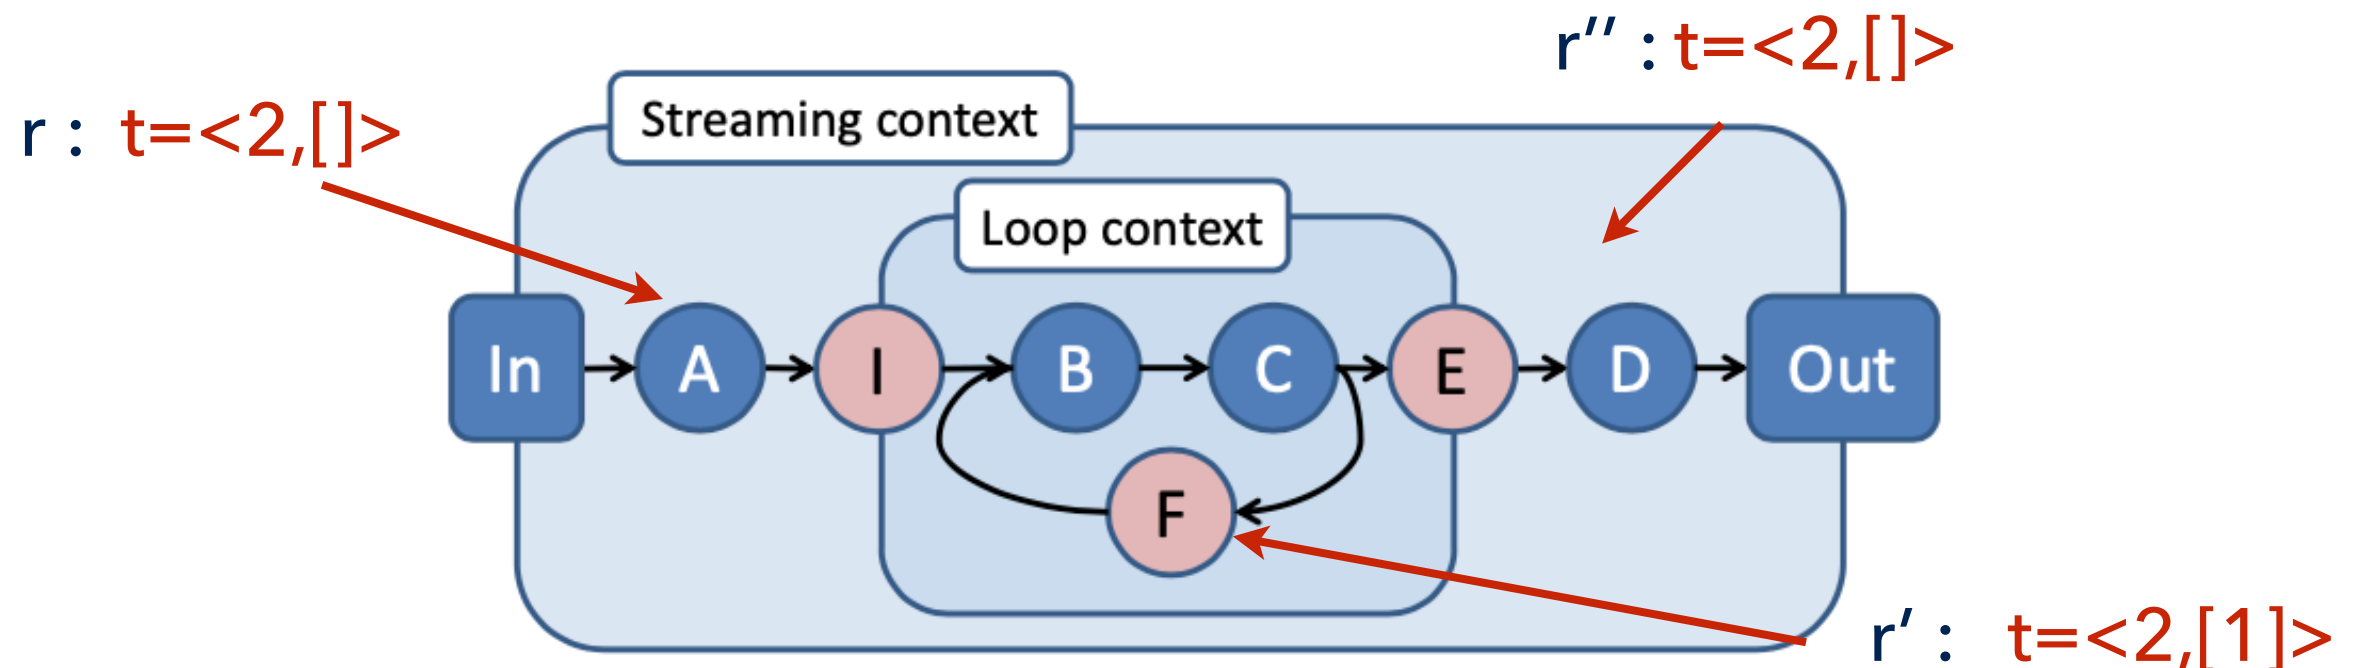 r′′ : t=<2,[]>
Streaming context
r : t=<2,[]>
Loop context
In A I B C E D Out
F
r′ : t=<2,[1]>